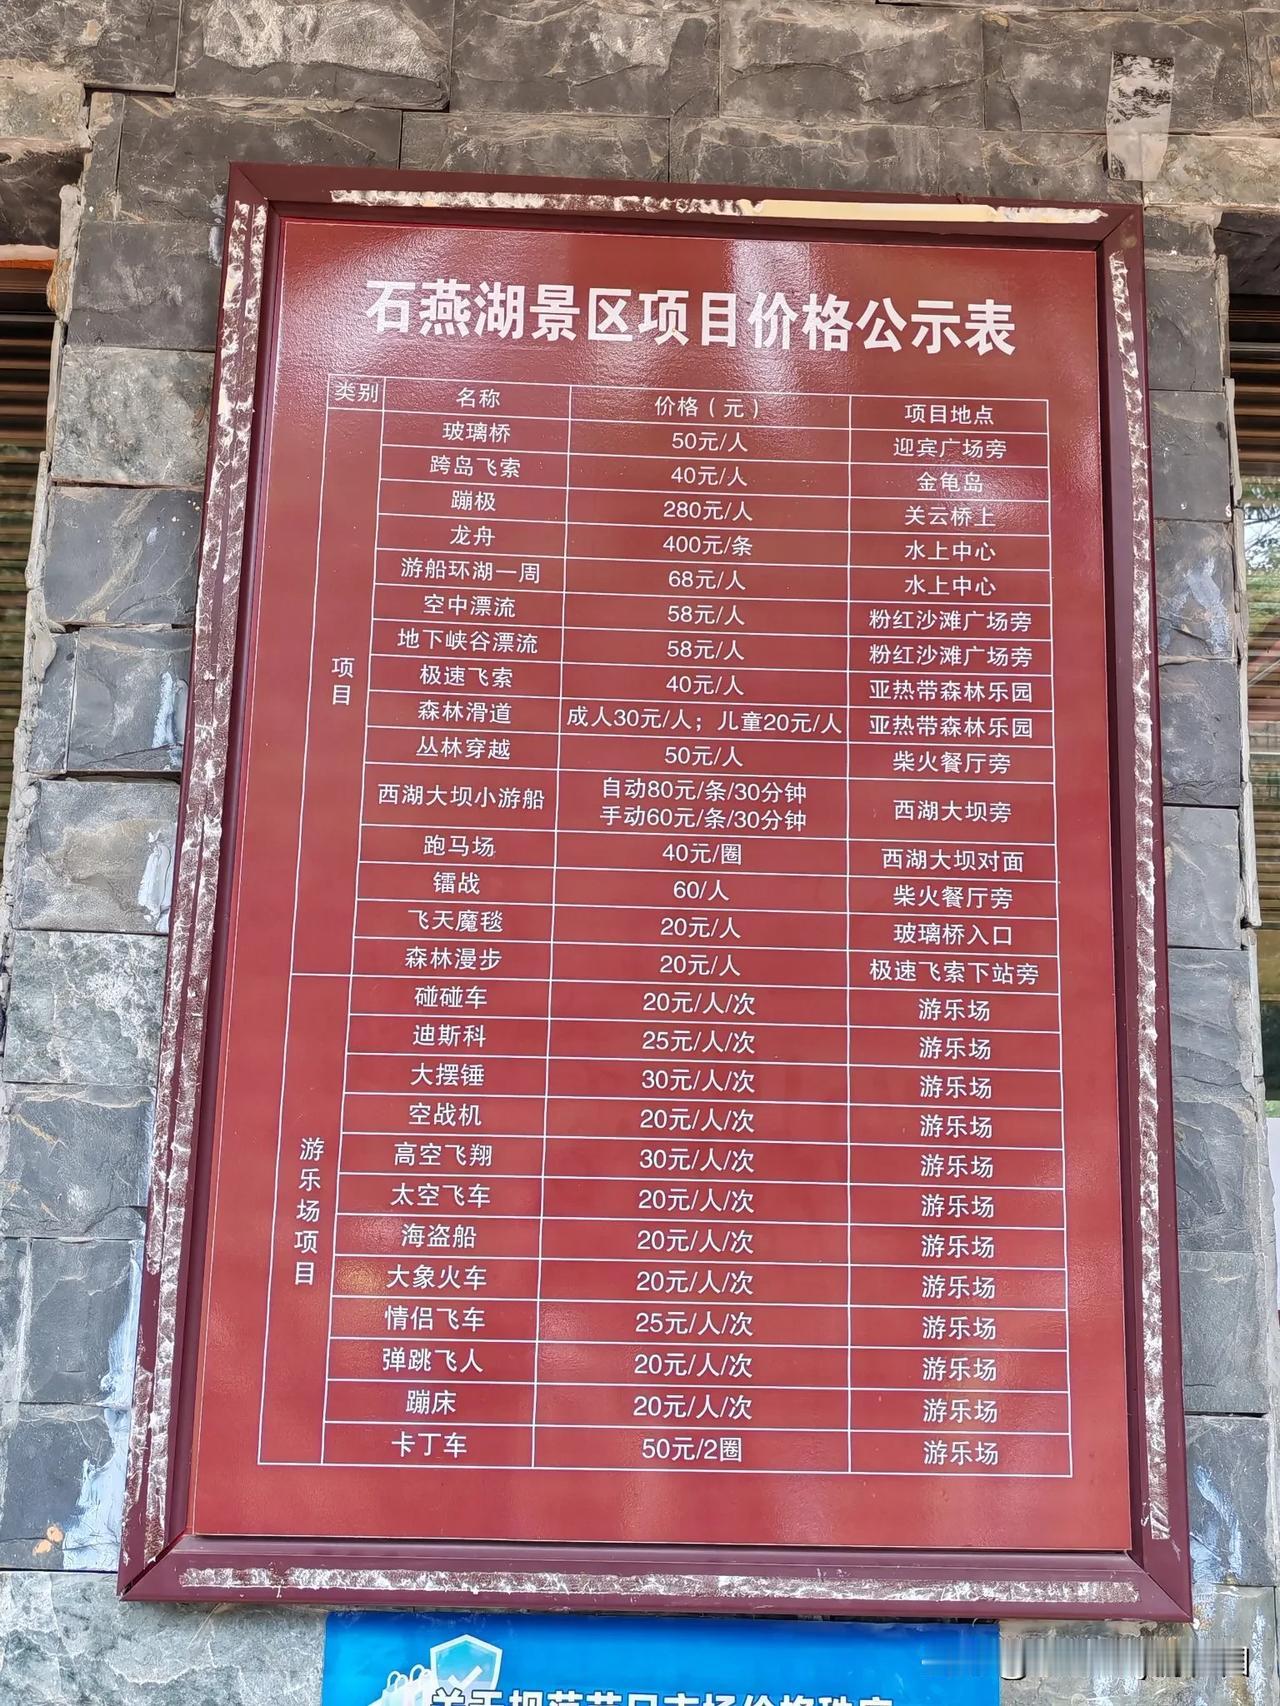 石燕湖景区项目价格公示表
类别 名称 价格（元） 项目地点
项目
玻璃桥 50元/人 迎宾广场旁
跨岛飞索 40元/人 金龟岛
蹦极 280元/人 关云桥上
龙舟 400元/条 水上中心
游船环湖一周 68元/人 水上中心
空中漂流 58元/人 粉红沙滩广场旁
地下峡谷漂流 58元/人 粉红沙滩广场旁
极速飞索 40元/人 亚热带森林乐园
森林滑道 成人30元/人；儿童20元/人 亚热带森林乐园
丛林穿越 50元/人 柴火餐厅旁
西湖大坝小游船 自动80元/条/30分钟 西湖大坝旁
手动60元/条/30分钟
跑马场 40元/圈 西湖大坝对面
镭战 60/人 柴火餐厅旁
飞天魔毯 20元/人 玻璃桥入口
森林漫步 20元/人 极速飞索下站旁
游乐场项目
碰碰车 20元/人/次 游乐场
迪斯科 25元/人/次 游乐场
大摆锤 30元/人/次 游乐场
空战机 20元/人/次 游乐场
高空飞翔 30元/人/次 游乐场
太空飞车 20元/人/次 游乐场
海盗船 20元/人/次 游乐场
大象火车 20元/人/次 游乐场
情侣飞车 25元/人/次 游乐场
弹跳飞人 20元/人/次 游乐场
蹦床 20元/人/次 游乐场
卡丁车 50元/2圈 游乐场